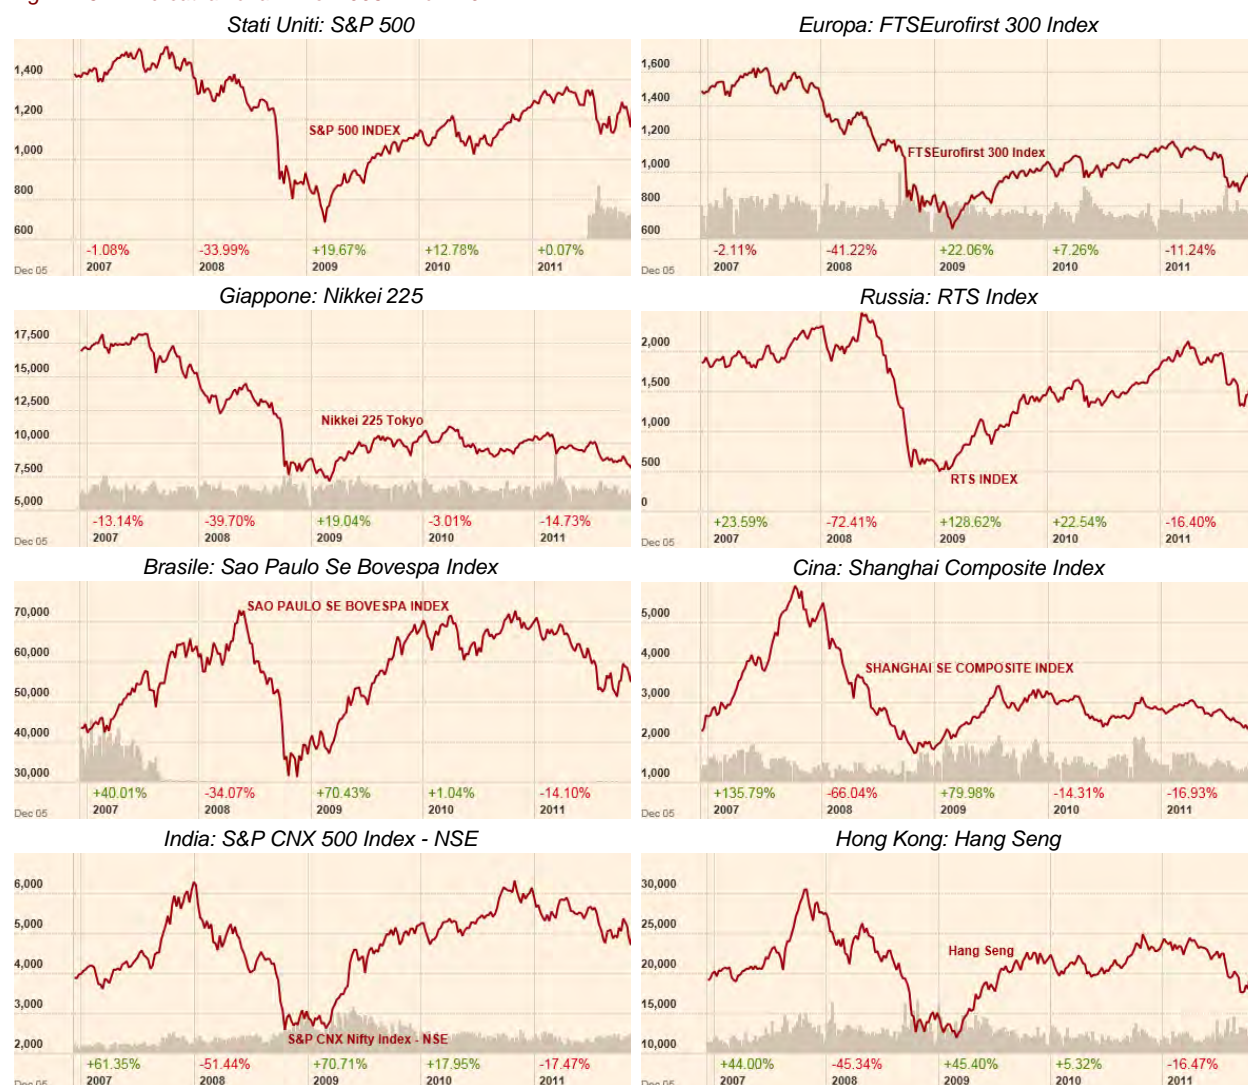 Stati Uniti: S&P 500
1,400
1,200
1,000
800
600
S&P 500 INDEX
-1.08% -33.99% +19.67% +12.78% +0.07%
Dec 05 2007 2008 2009 2010 2011
Europa: FTSEurofirst 300 Index
1,600
1,400
1,200
1,000
800
600
FTSEurofirst 300 Index
-2.11% -41.22% +22.06% +7.26% -11.24%
Dec 05 2007 2008 2009 2010 2011
Giappone: Nikkei 225
17,500
15,000
12,500
10,000
7,500
5,000
Nikkei 225 Tokyo
-13.14% -39.70% +19.04% -3.01% -14.73%
Dec 05 2007 2008 2009 2010 2011
Russia: RTS Index
2,000
1,500
1,000
500
0
RTS INDEX
+23.59% -72.41% +128.62% +22.54% -16.40%
Dec 05 2007 2008 2009 2010 2011
Brasile: Sao Paulo Se Bovespa Index
70,000
60,000
50,000
40,000
30,000
SAO PAULO SE BOVESPA INDEX
+40.01% -34.07% +70.43% +1.04% -14.10%
Dec 05 2007 2008 2009 2010 2011
Cina: Shanghai Composite Index
5,000
4,000
3,000
2,000
1,000
SHANGHAI SE COMPOSITE INDEX
+135.79% -66.04% +79.98% -14.31% -16.93%
Dec 05 2007 2008 2009 2010 2011
India: S&P CNX 500 Index - NSE
6,000
5,000
4,000
3,000
2,000
S&P CNX Nifty Index - NSE
+61.35% -51.44% +70.71% +17.95% -17.47%
Dec 05 2007 2008 2009 2010 2011
Hong Kong: Hang Seng
30,000
25,000
20,000
15,000
10,000
Hang Seng
+44.00% -45.34% +45.40% +5.32% -16.47%
Dec 05 2007 2008 2009 2010 2011